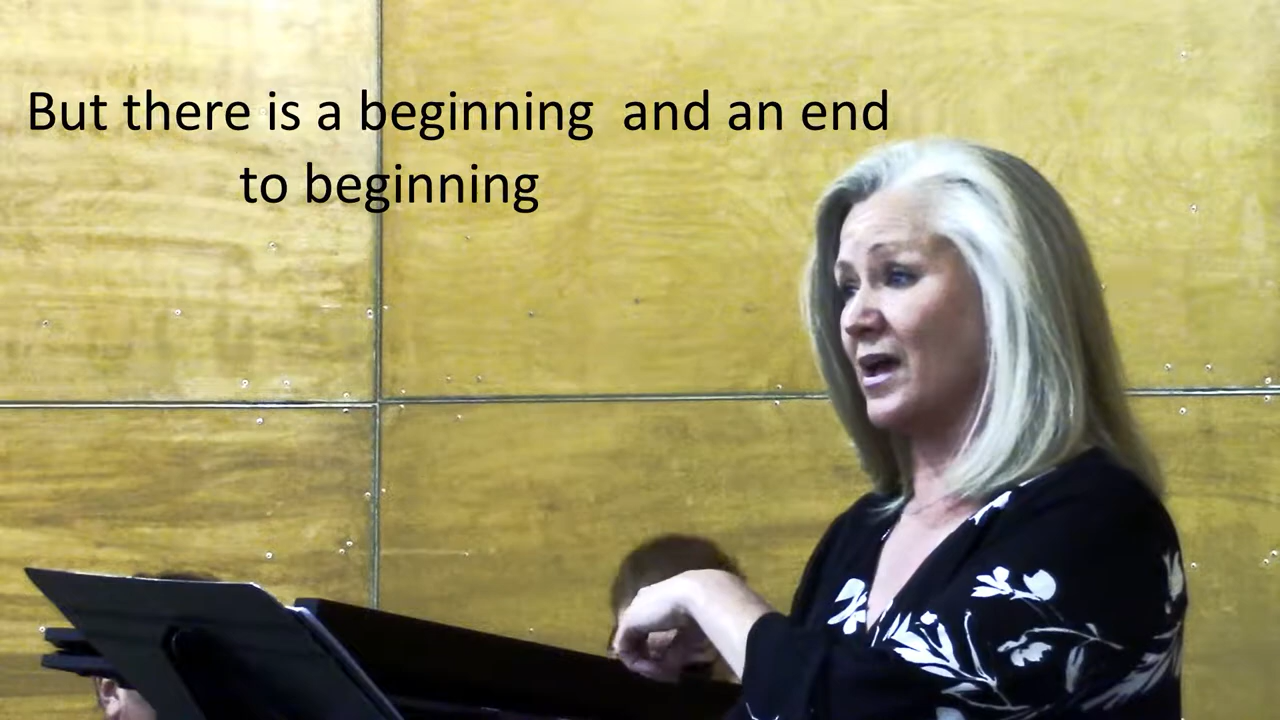 But there is a beginning  and an end
to beginning